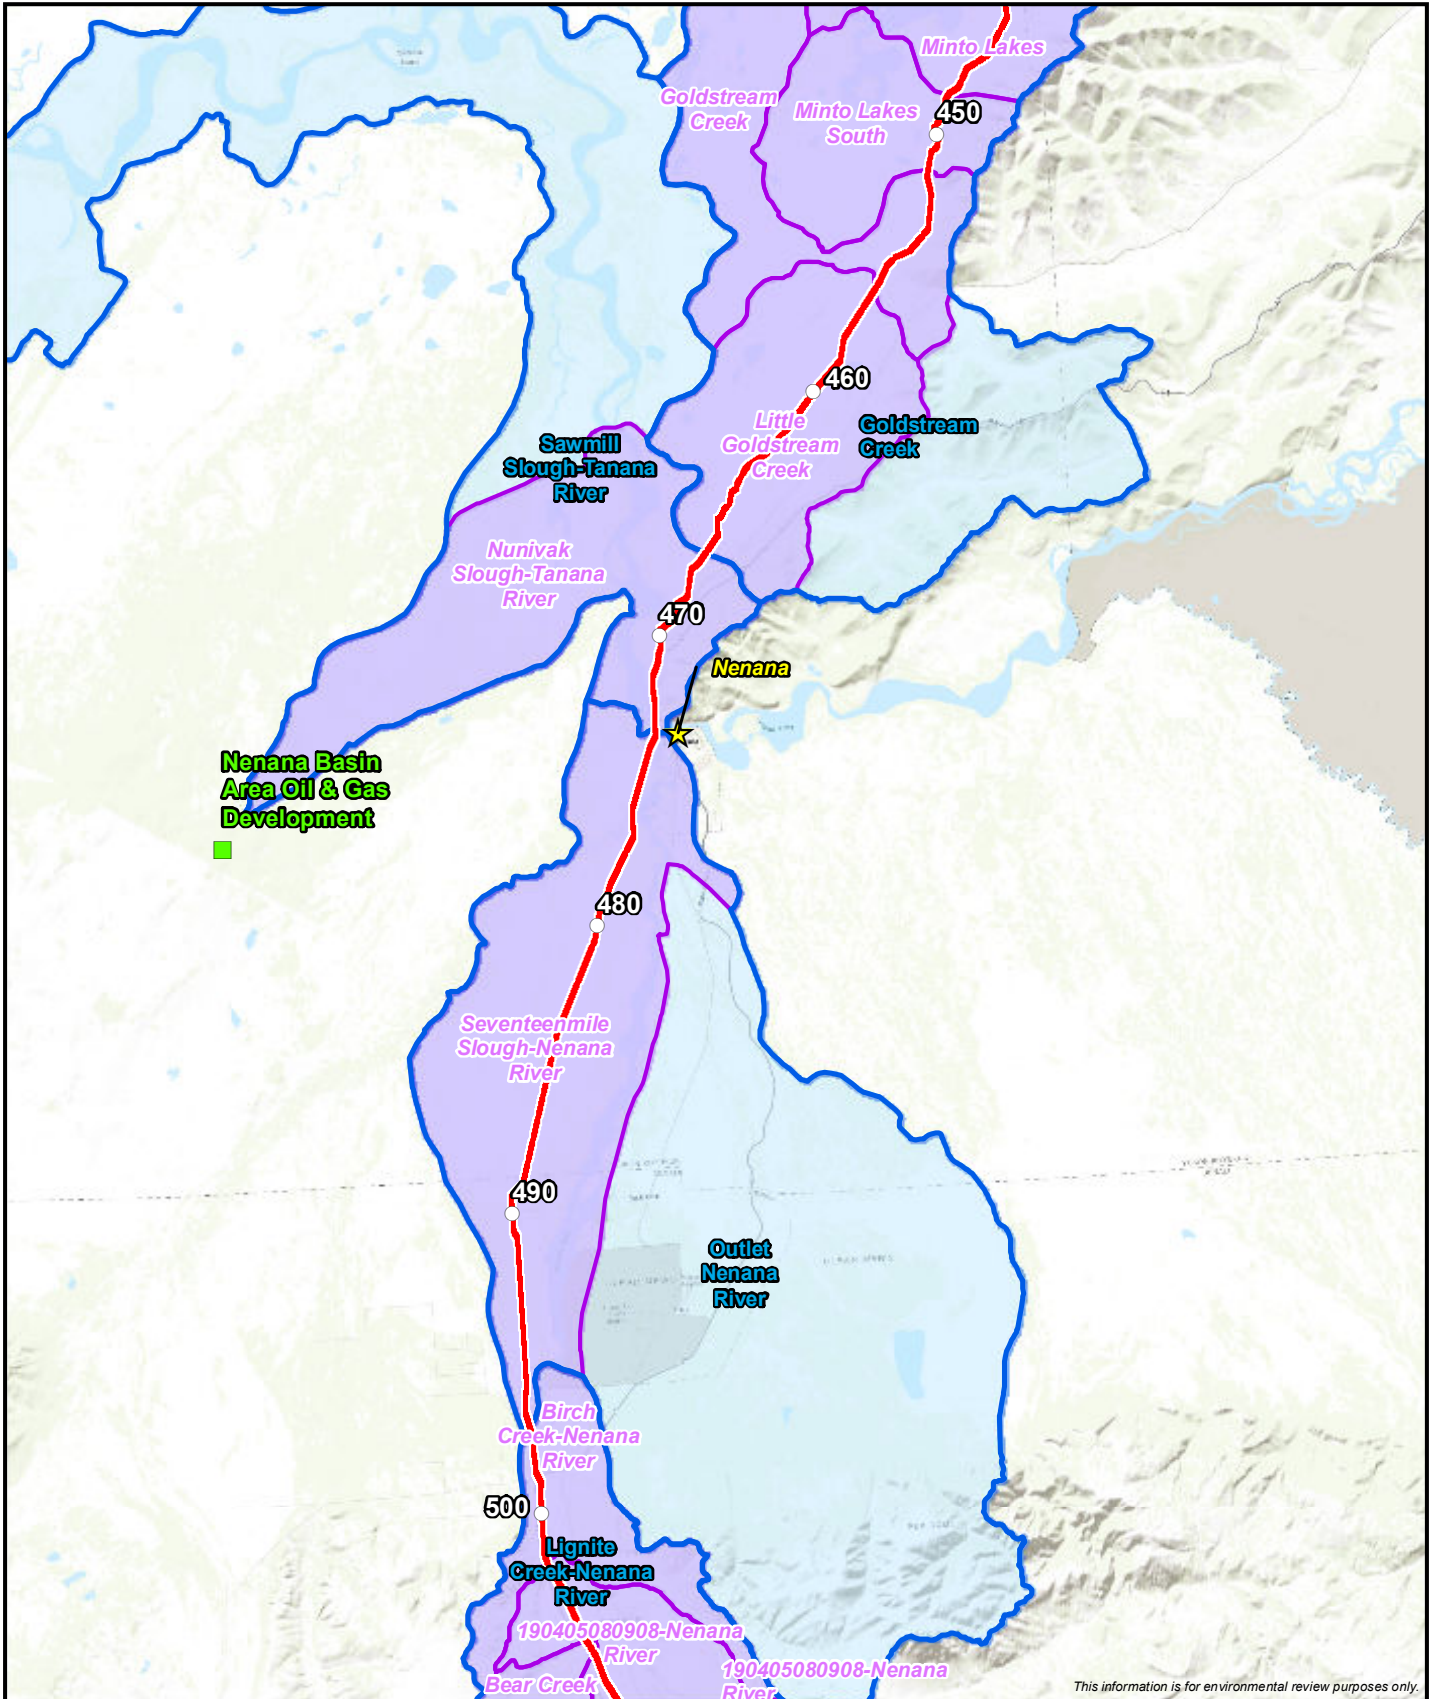 Minto Lakes
Goldstream
Creek
Minto Lakes
South
450
460
Little
Goldstream
Creek
Goldstream
Creek
Sawmill
Slough-Tanana
River
Nunivak
Slough-Tanana
River
470
Nenana
Nenana Basin
Area Oil & Gas
Development
480
Seventeenmile
Slough-Nenana
River
490
Outlet
Nenana
River
Birch
Creek-Nenana
River
500
Lignite
Creek-Nenana
River
190405080908-Nenana
River
Bear Creek
190405080908-Nenana
River
This information is for environmental review purposes only.